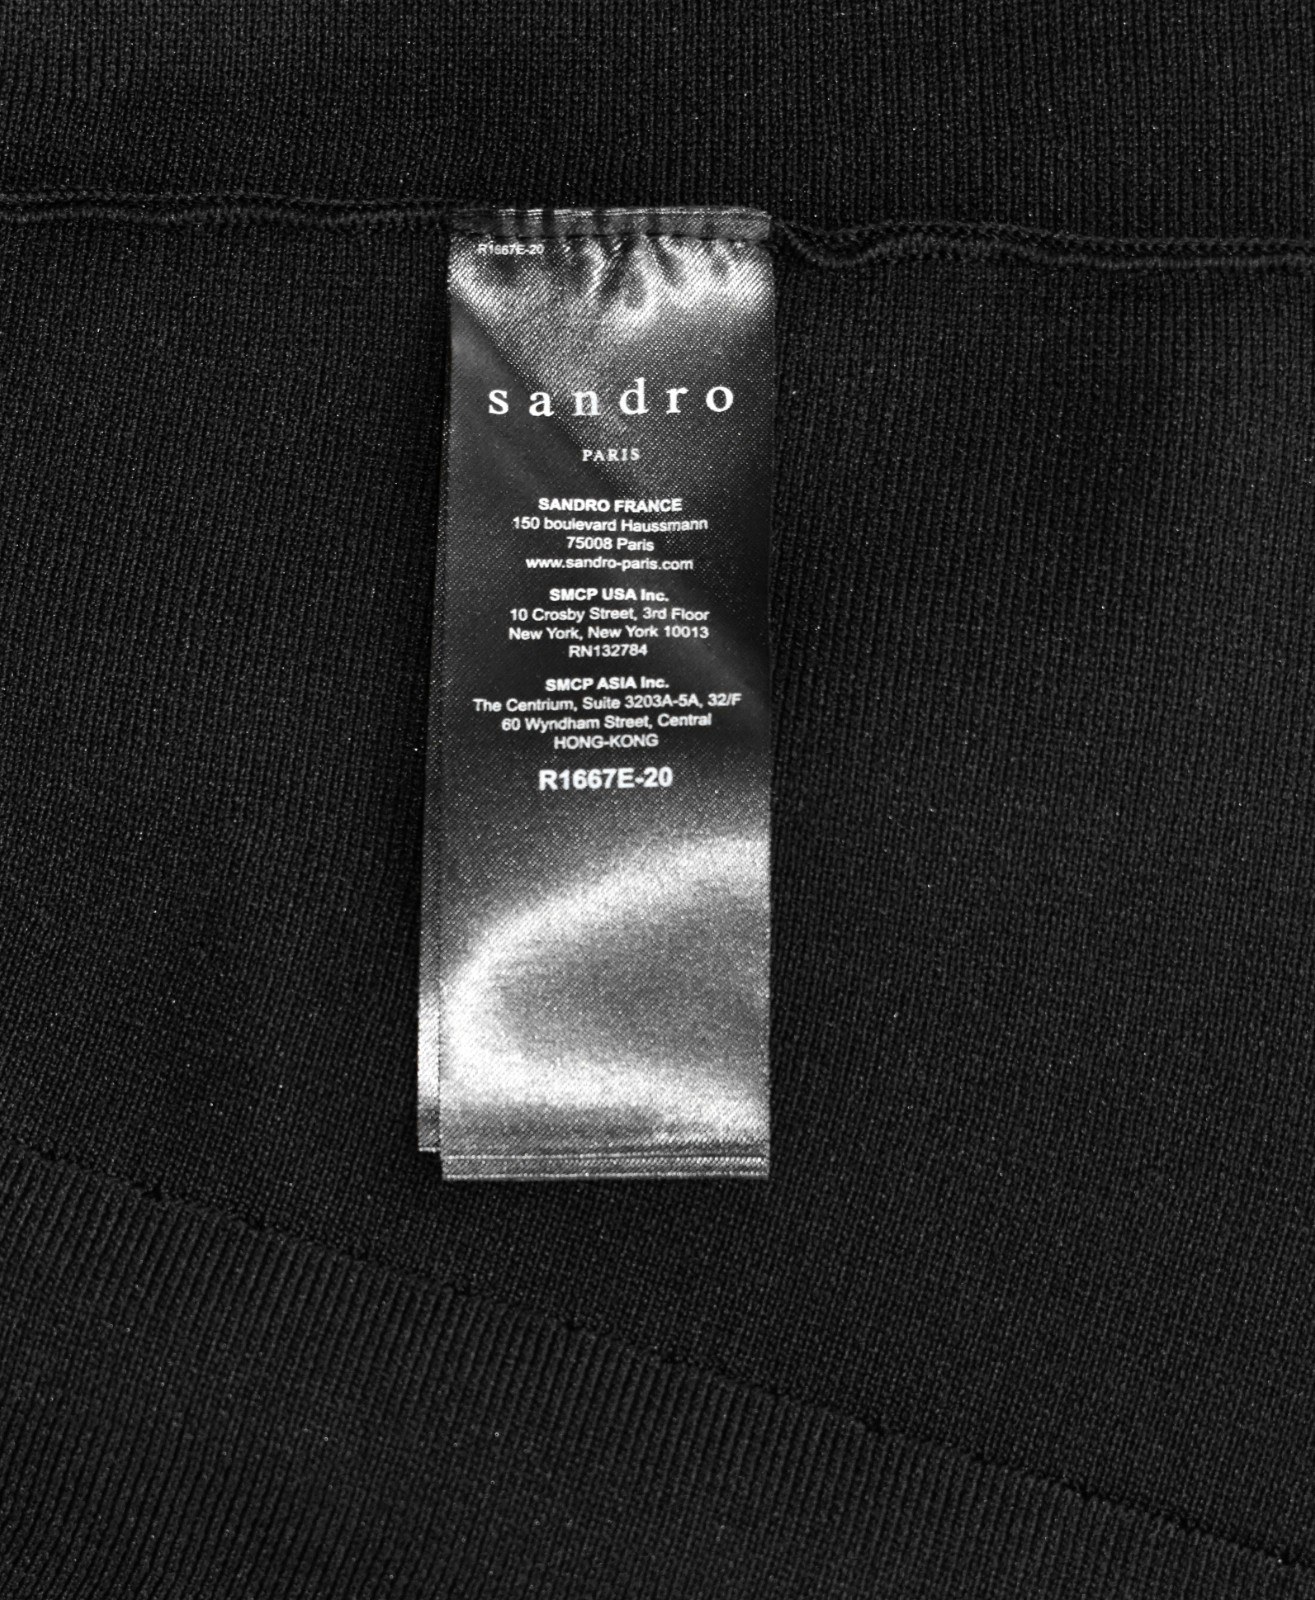 R1667E-20
sandro
PARIS
SANDRO FRANCE
150 boulevard Haussmann
75008 Paris
www.sandro-paris.com
SMCP USA Inc.
10 Crosby Street, 3rd Floor
New York, New York 10013
RN132784
SMCP ASIA Inc.
The Centrium, Suite 3203A-5A, 32/F
60 Wyndham Street, Central
HONG-KONG
R1667E-20